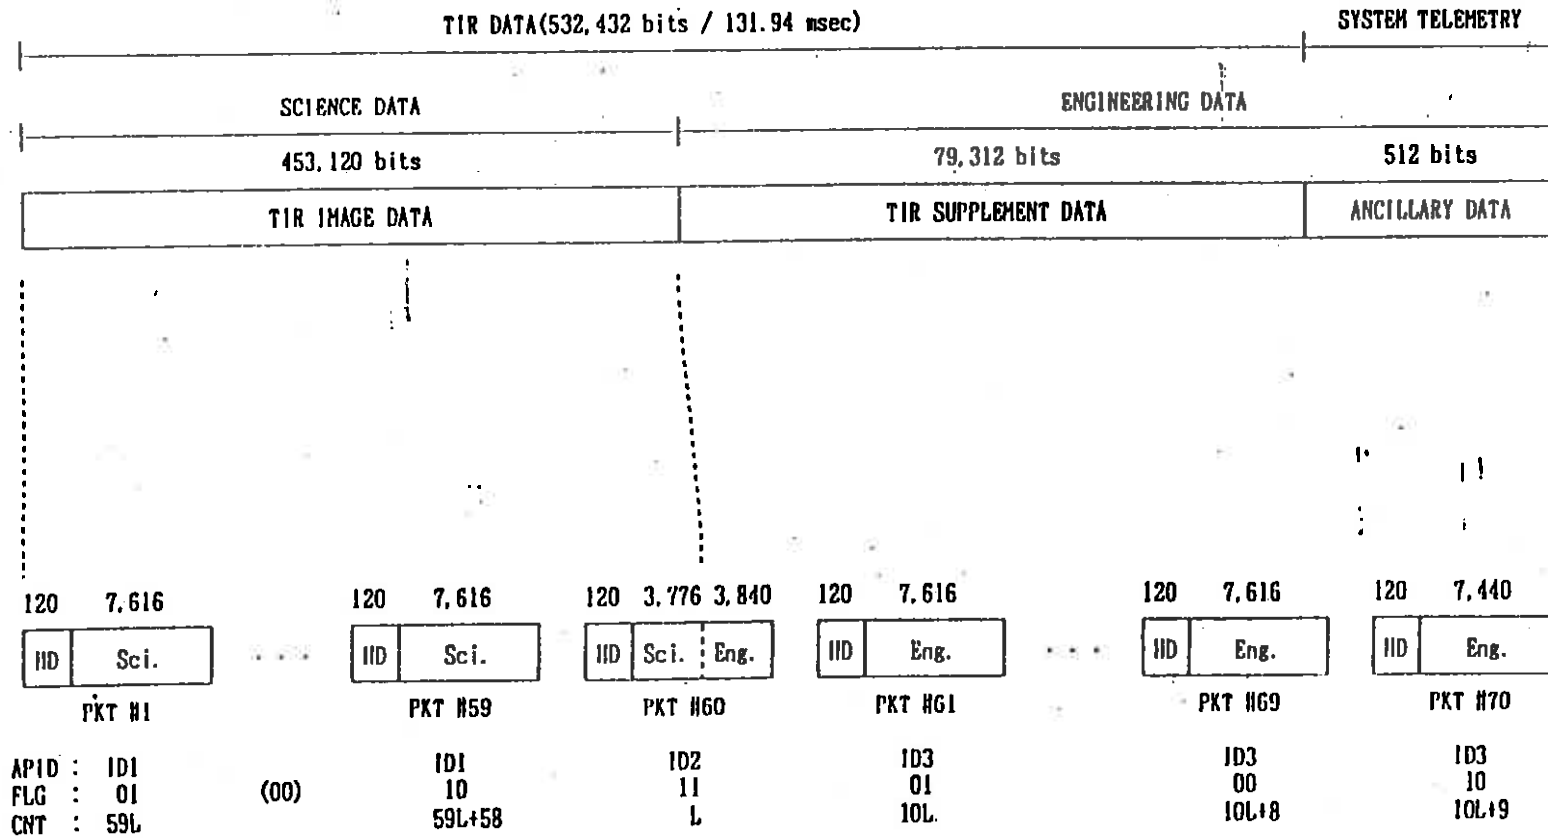 TIR DATA(532,432 bits / 131.94 msec) SYSTEM TELEMETRY
SCIENCE DATA ENGINEERING DATA
453,120 bits 79,312 bits 512 bits
TIR IMAGE DATA TIR SUPPLEMENT DATA ANCILLARY DATA
120 7,616 120 7,616 120 3,776 3,840 120 7,616 120 7,616 120 7,440
HD Sci. .... HD Sci. HD Sci. Eng. HD Eng. .... HD Eng. HD Eng.
PKT #1 PKT #59 PKT #60 PKT #61 PKT #69 PKT #70
APID : ID1 ID1 ID2 ID3 ID3 ID3
FLG : 01 (00) 10 11 01 00 10
CNT : 59L 59L+58 L 10L 10L+8 10L+9